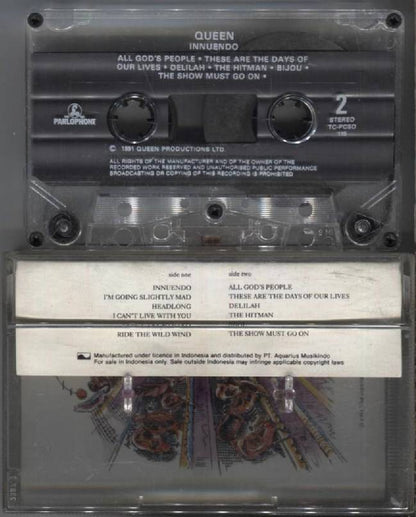 QUEEN
INNUENDO
ALL GOD'S PEOPLE • THESE ARE THE DAYS OF
OUR LIVES • DELILAH • THE HITMAN • BIJOU •
THE SHOW MUST GO ON •
PARLOPHONE
2
STEREO
TC-PCSD
115
© 1991 QUEEN PRODUCTIONS LTD.
ALL RIGHTS OF THE MANUFACTURER AND OF THE OWNER OF THE
RECORDED WORK RESERVED AND UNAUTHORISED PUBLIC PERFORMANCE
BROADCASTING OR COPYING OF THIS RECORDING IS PROHIBITED
side one
INNUENDO
I'M GOING SLIGHTLY MAD
HEADLONG
I CAN'T LIVE WITH YOU
RIDE THE WILD WIND
side two
ALL GOD'S PEOPLE
THESE ARE THE DAYS OF OUR LIVES
DELILAH
THE HITMAN
THE SHOW MUST GO ON
Manufactured under licence in Indonesia and distributed by PT. Aquarius Musikindo
For sale in Indonesia only. Sale outside Indonesia may infringe applicable copyright laws